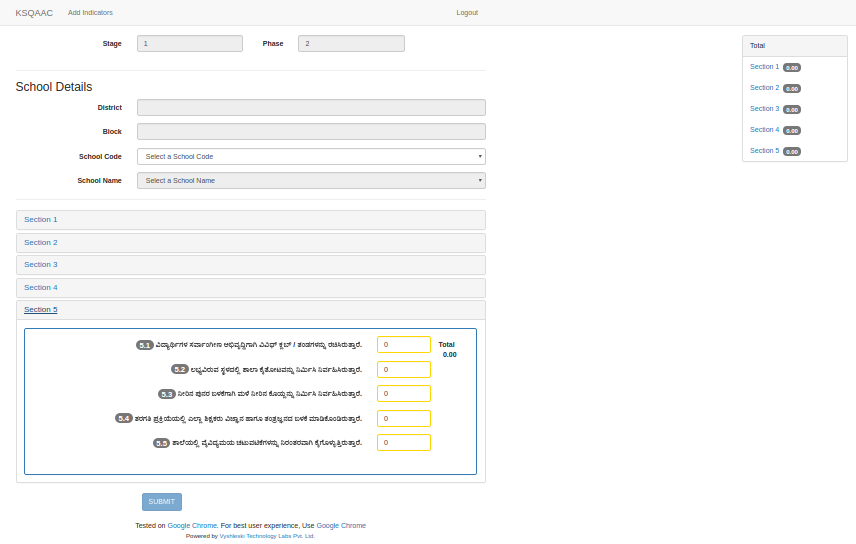 KSQAAC Add Indicators Logout
Stage 1 Phase 2
Total
Section 1 0.00
Section 2 0.00
Section 3 0.00
Section 4 0.00
Section 5 0.00
School Details
District
Block
School Code Select a School Code
School Name Select a School Name
Section 1
Section 2
Section 3
Section 4
Section 5
5.1 ವಿದ್ಯಾರ್ಥಿಗಳ ಸರ್ವಾಂಗೀಣ ಅಭಿವೃದ್ಧಿಗಾಗಿ ವಿವಿಧ್ ಕ್ಲಬ್ / ತಂಡಗಳನ್ನು ರಚಿಸಿರುತ್ತಾರೆ. 0 Total
0.00
5.2 ಲಭ್ಯವಿರುವ ಸ್ಥಳದಲ್ಲಿ ಶಾಲಾ ಕೈತೋಟವನ್ನು ನಿರ್ಮಿಸಿ ನಿರ್ವಹಿಸಿರುತ್ತಾರೆ. 0
5.3 ನೀರಿನ ಪುನರ ಬಳಕೆಗಾಗಿ ಮಳೆ ನೀರಿನ ಕೊಯ್ಲನ್ನು ನಿರ್ಮಿಸಿ ನಿರ್ವಹಿಸಿರುತ್ತಾರೆ. 0
5.4 ತರಗತಿ ಪ್ರಕ್ರಿಯೆಯಲ್ಲಿ ಎಲ್ಲಾ ಶಿಕ್ಷಕರು ವಿಜ್ಞಾನ ಹಾಗೂ ತಂತ್ರಜ್ಞನದ ಬಳಕೆ ಮಾಡಿಕೊಂಡಿರುತ್ತಾರೆ. 0
5.5 ಶಾಲೆಯಲ್ಲಿ ವೈವಿಧ್ಯಮಯ ಚಟುವಟಿಕೆಗಳನ್ನು ನಿರಂತರವಾಗಿ ಕೈಗೊಳ್ಳುತ್ತಿರುತ್ತಾರೆ. 0
SUBMIT
Tested on Google Chrome. For best user experience, Use Google Chrome
Powered by Vyshleski Technology Labs Pvt. Ltd.